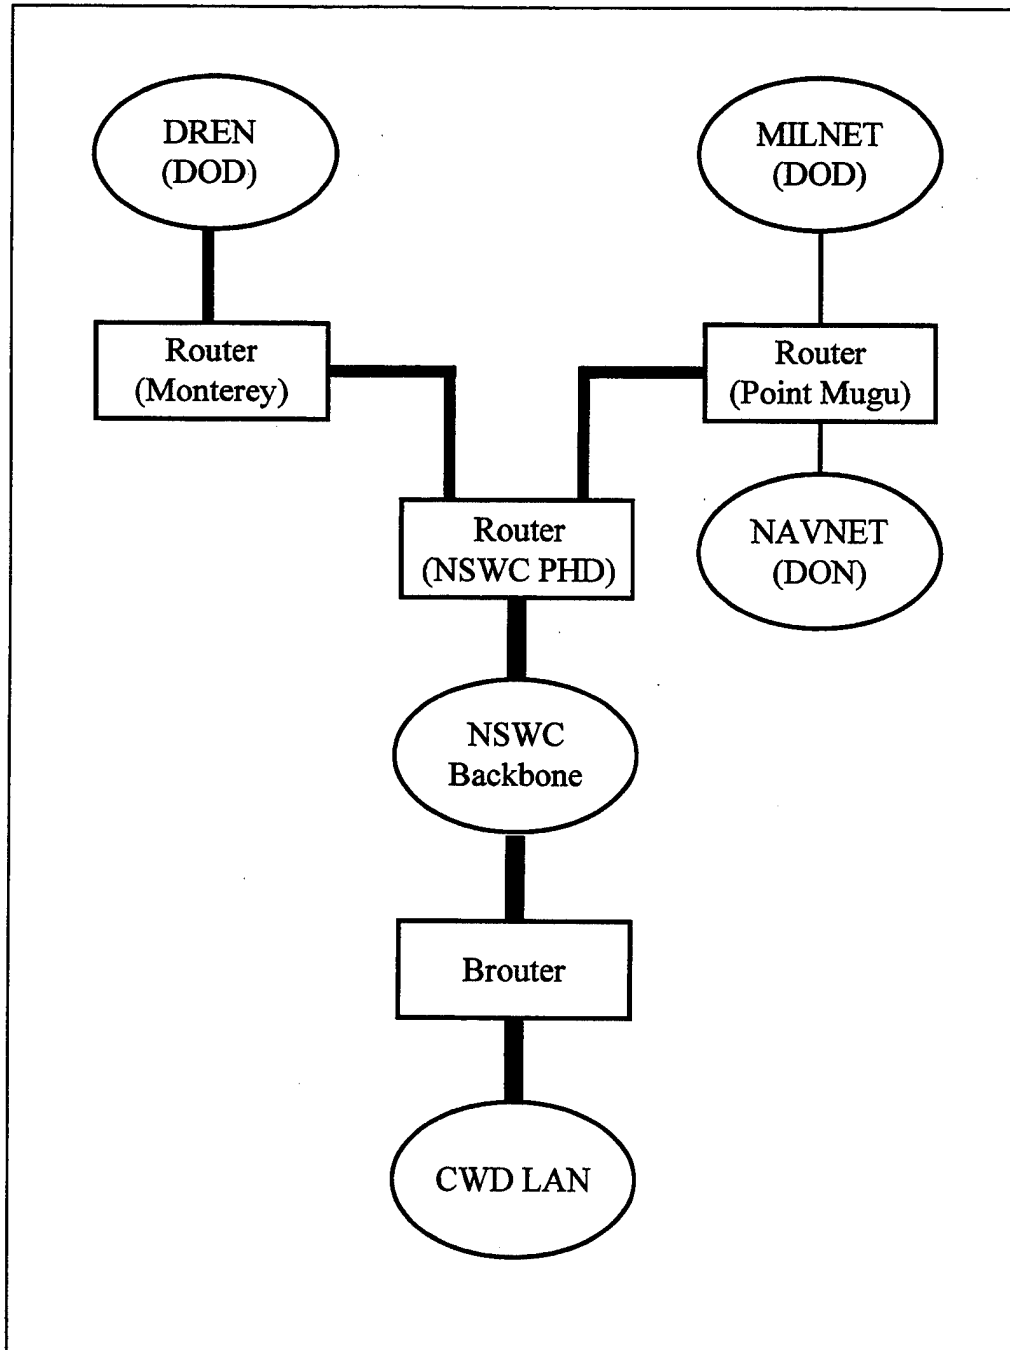 DREN
(DOD)
MILNET
(DOD)
Router
(Monterey)
Router
(Point Mugu)
Router
(NSWC PHD)
NAVNET
(DON)
NSWC
Backbone
Brouter
CWD LAN